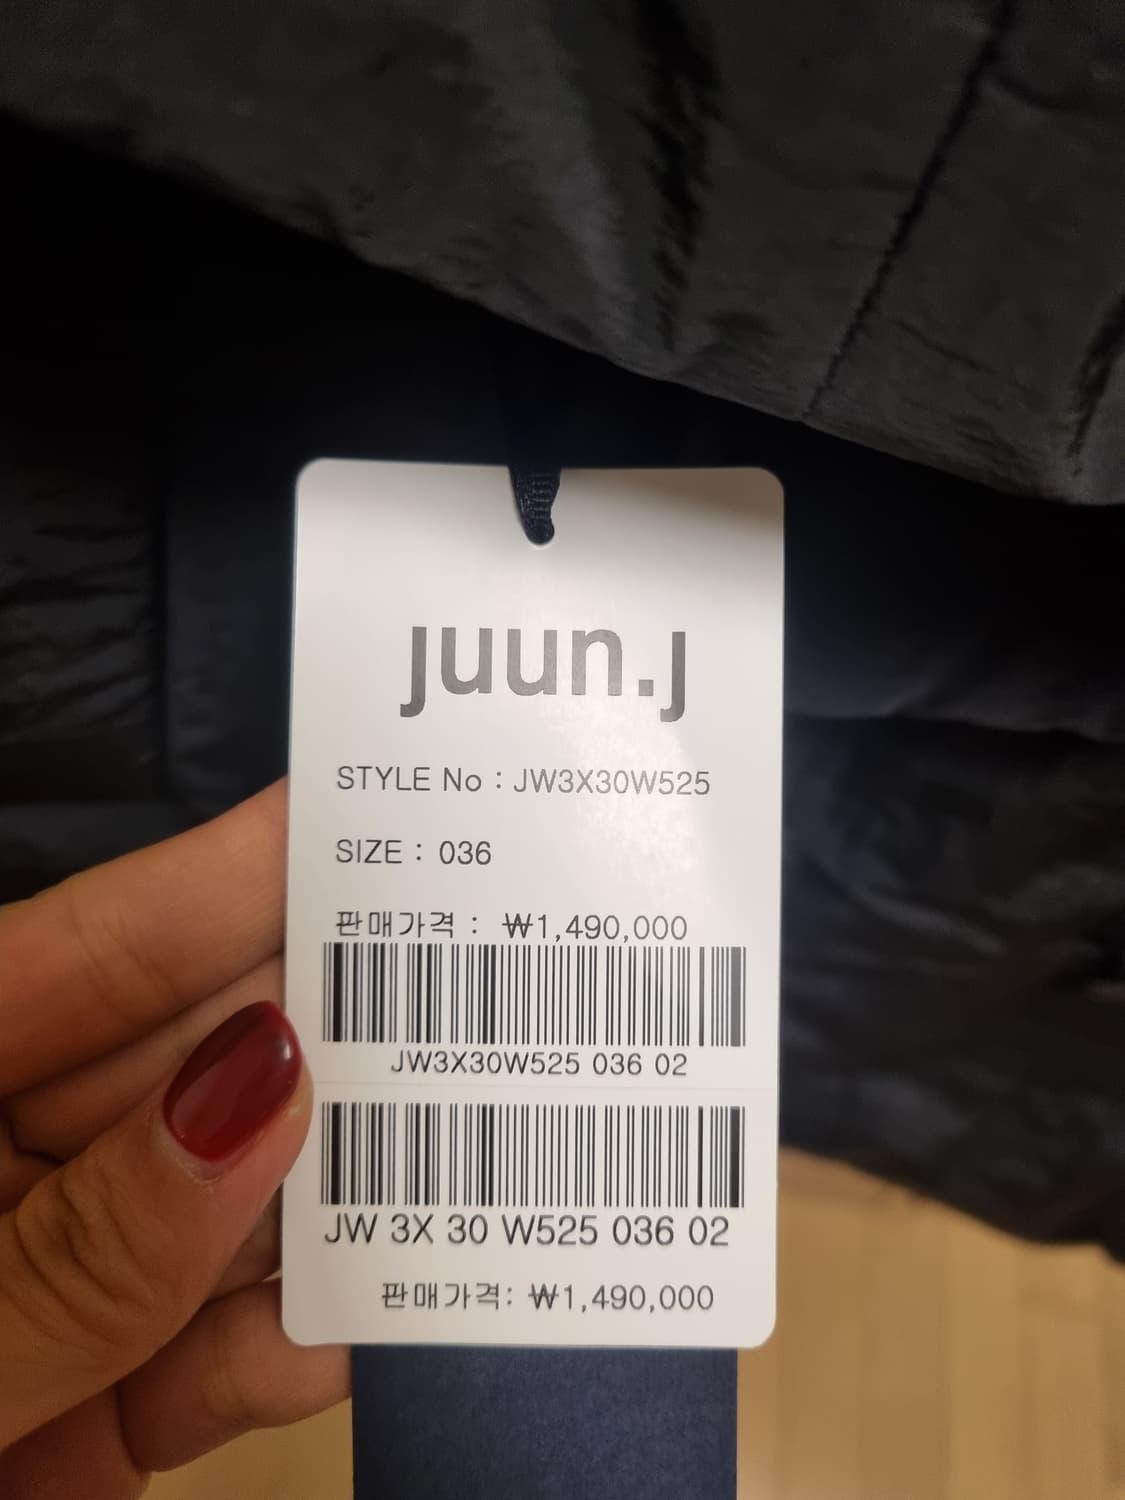 juun.j
STYLE No : JW3X30W525
SIZE : 036
판매가격 : ₩1,490,000
JW3X30W525 036 02
JW 3X 30 W525 036 02
판매가격: ₩1,490,000